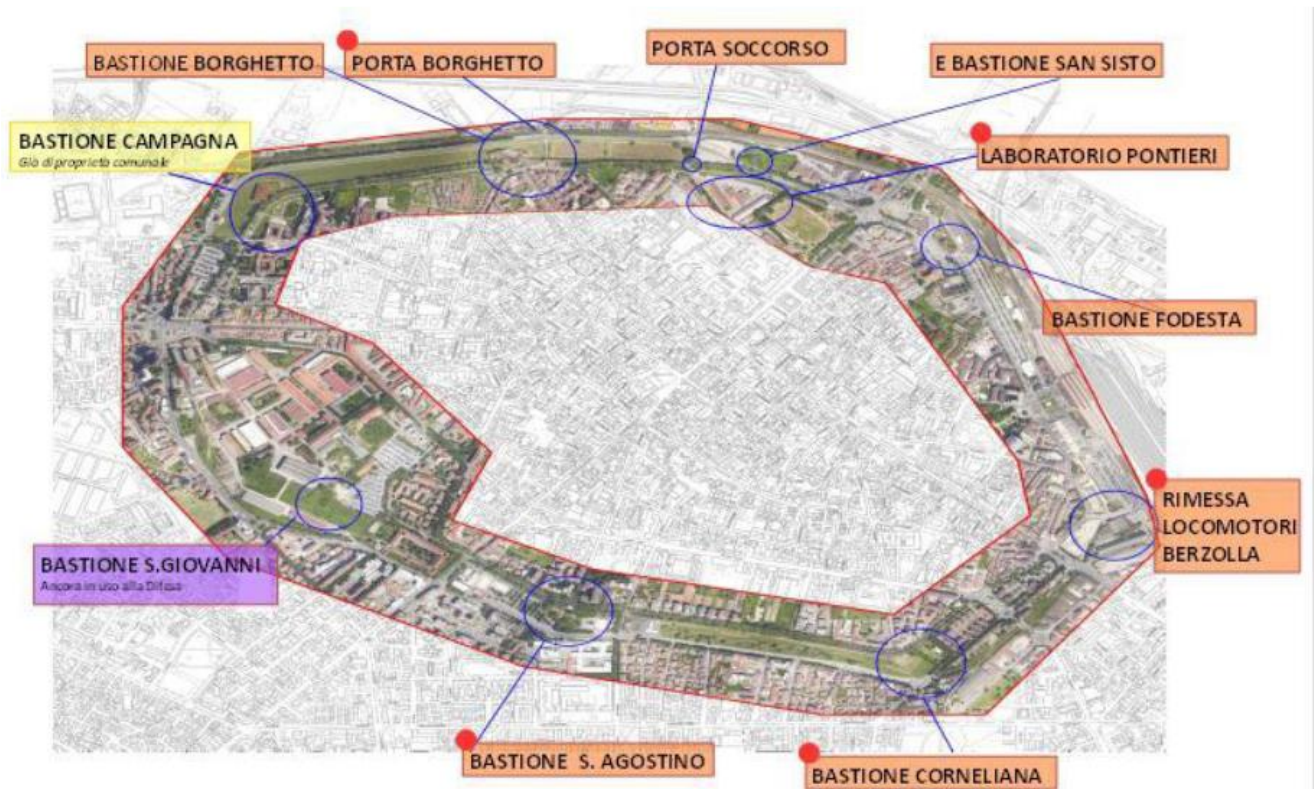 BASTIONE BORGHETTO
PORTA BORGHETTO
PORTA SOCCORSO
E BASTIONE SAN SISTO
BASTIONE CAMPAGNA
Già di proprietà comunale
LABORATORIO PONTIERI
BASTIONE FODESTA
RIMESSA
LOCOMOTORI
BERZOLLA
BASTIONE S.GIOVANNI
Ancora in uso alla Difesa
BASTIONE S. AGOSTINO
BASTIONE CORNELIANA